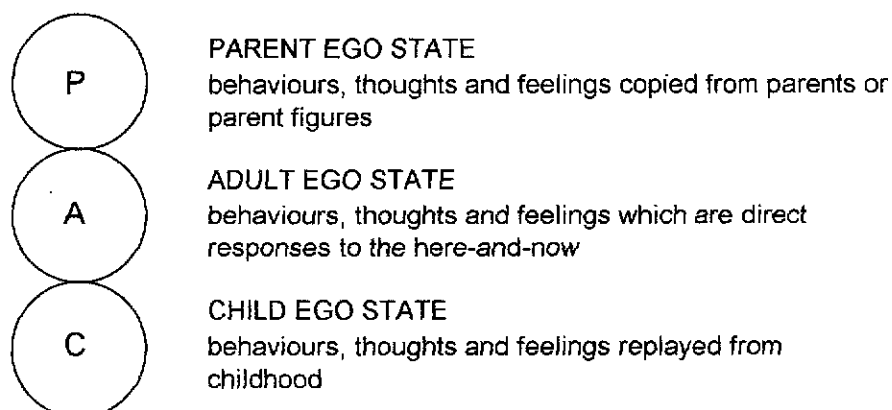 P
PARENT EGO STATE
behaviours, thoughts and feelings copied from parents or
parent figures
A
ADULT EGO STATE
behaviours, thoughts and feelings which are direct
responses to the here-and-now
C
CHILD EGO STATE
behaviours, thoughts and feelings replayed from
childhood